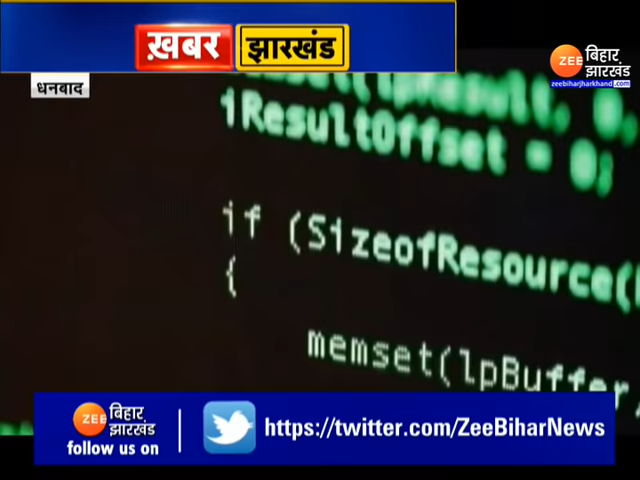 ख़बर झारखंड
ZEE बिहार झारखंड
zeebiharjharkhand.com
धनबाद
iResultOffset = 0;
if (SizeofResource(
{
memset(lpBuffer,
ZEE बिहार झारखंड
follow us on
https://twitter.com/ZeeBiharNews